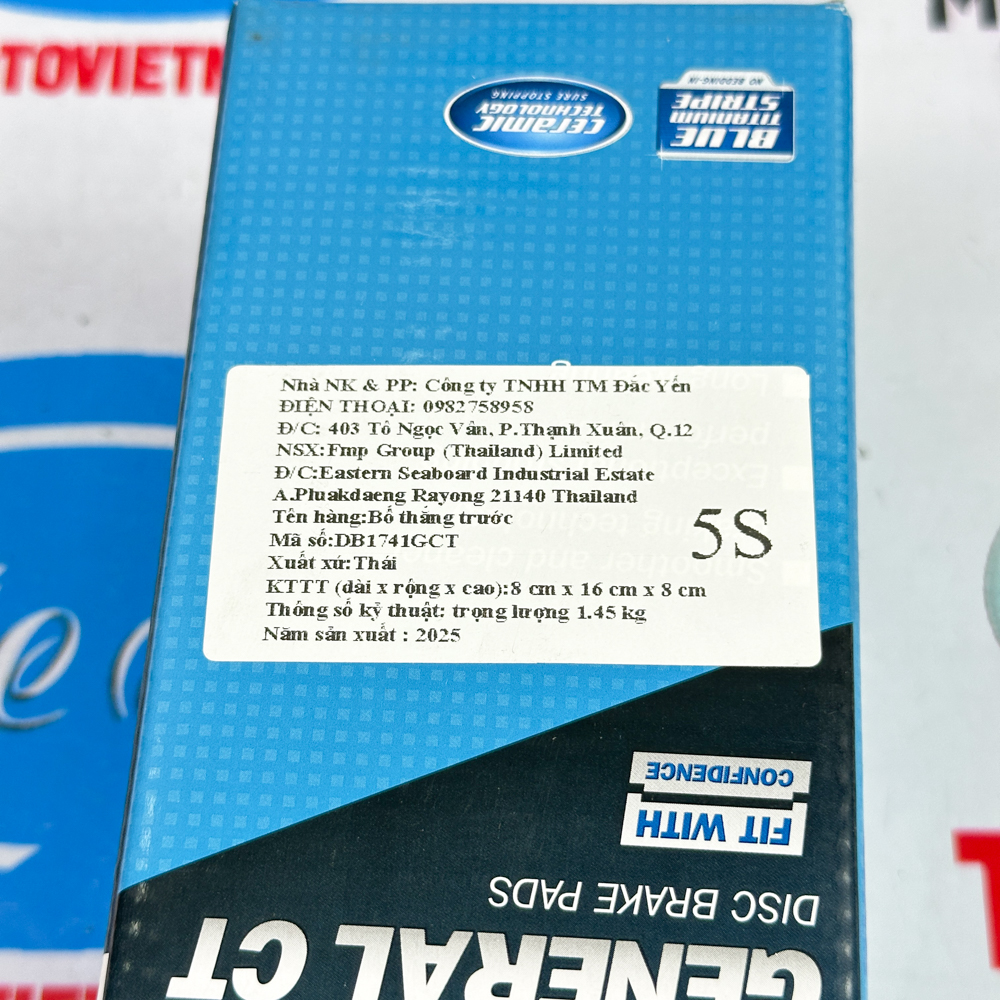 TOVIETN
M
CERAMIC
TECHNOLOGY
SURE STOPPING
BLUE
TITANIUM
STRIPE
NO BEDDING-IN
Nhà NK & PP: Công ty TNHH TM Đắc Yến
ĐIỆN THOẠI: 0982758958
Đ/C: 403 Tô Ngọc Vân, P.Thạnh Xuân, Q.12
NSX:Fmp Group (Thailand) Limited
Đ/C:Eastern Seaboard Industrial Estate
A.Pluakdaeng Rayong 21140 Thailand
Tên hàng:Bố thắng trước
Mã số:DB1741GCT
Xuất xứ:Thái
KTTT (dài x rộng x cao):8 cm x 16 cm x 8 cm
Thông số kỹ thuật: trọng lượng 1.45 kg
Năm sản xuất : 2025
5S
FIT WITH
CONFIDENCE
DISC BRAKE PADS
GENERAL CT